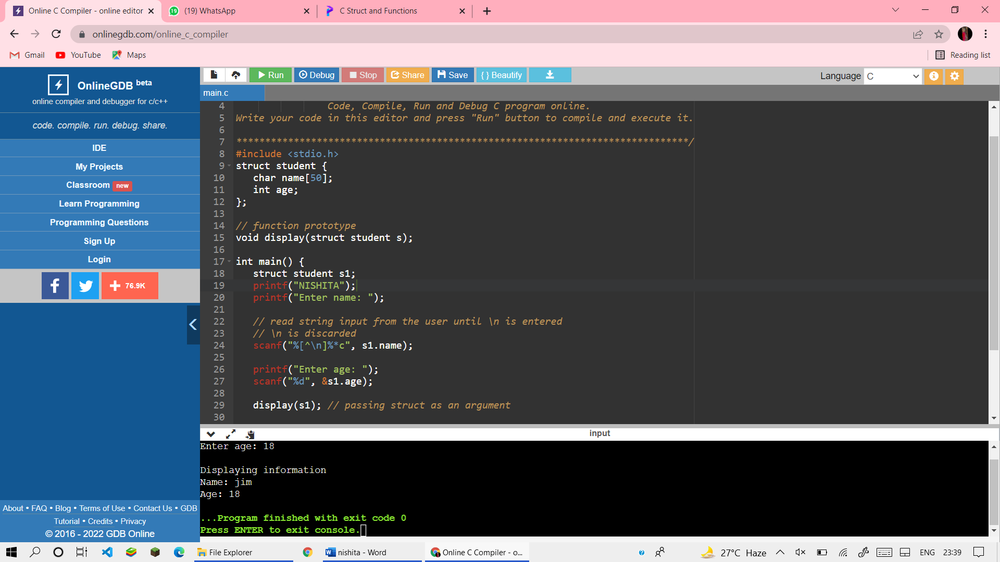 Online C Compiler - online editor
(19) WhatsApp
C Struct and Functions
onlinegdb.com/online_c_compiler
Gmail
YouTube
Maps
Reading list
OnlineGDB beta
online compiler and debugger for c/c++
code. compile. run. debug. share.
IDE
My Projects
Classroom new
Learn Programming
Programming Questions
Sign Up
Login
76.9K
About • FAQ • Blog • Terms of Use • Contact Us • GDB
Tutorial • Credits • Privacy
© 2016 - 2022 GDB Online
Run
Debug
Stop
Share
Save
{ } Beautify
Language C
main.c
4 Code, Compile, Run and Debug C program online.
5 Write your code in this editor and press "Run" button to compile and execute it.
6
7 *******************************************************************************/
8 #include <stdio.h>
9 struct student {
10 char name[50];
11 int age;
12 };
13
14 // function prototype
15 void display(struct student s);
16
17 int main() {
18 struct student s1;
19 printf("NISHITA");
20 printf("Enter name: ");
21
22 // read string input from the user until \n is entered
23 // \n is discarded
24 scanf("%[^\n]%*c", s1.name);
25
26 printf("Enter age: ");
27 scanf("%d", &s1.age);
28
29 display(s1); // passing struct as an argument
30
input
Enter age: 18
Displaying information
Name: jim
Age: 18
...Program finished with exit code 0
Press ENTER to exit console.
File Explorer
nishita - Word
Online C Compiler - o...
27°C Haze
ENG
23:39